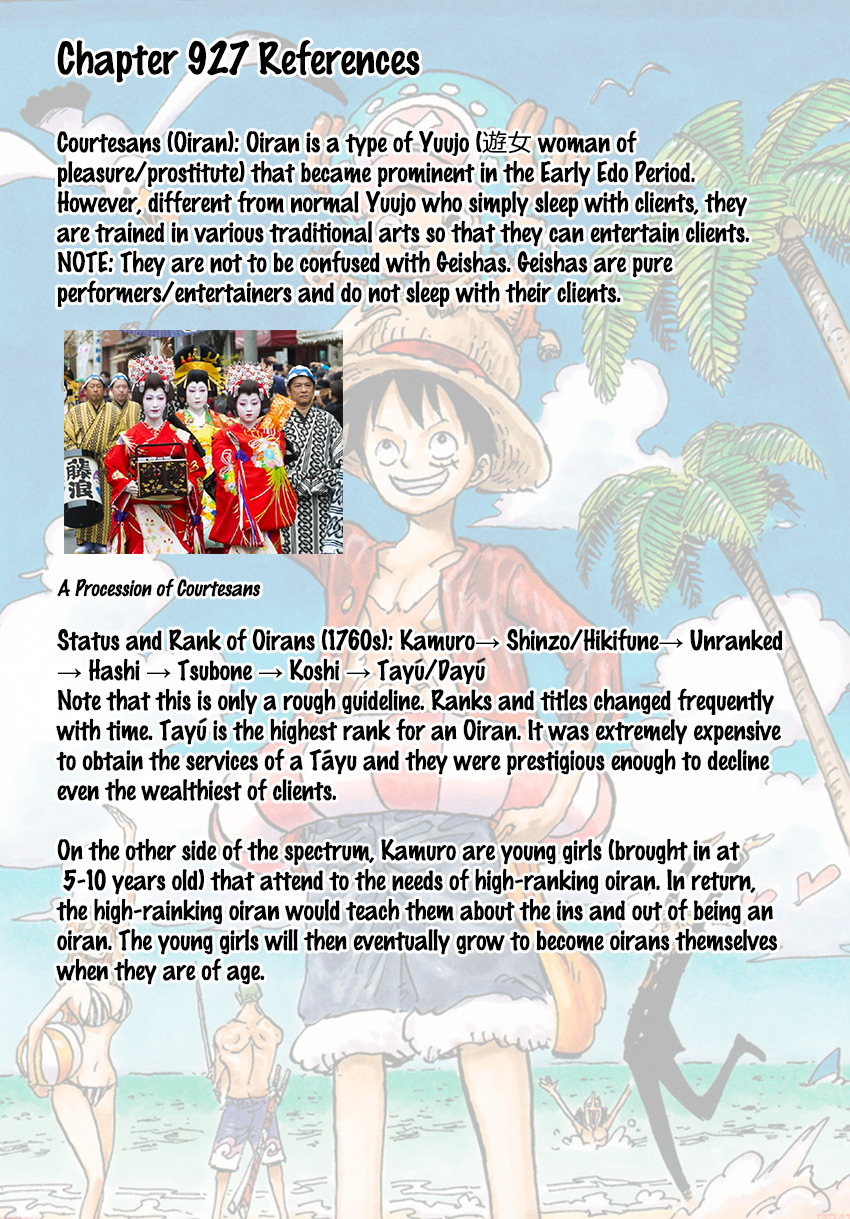 Chapter 927 References
Courtesans (Oiran): Oiran is a type of Yuujo (遊女 woman of
pleasure/prostitute) that became prominent in the Early Edo Period.
However, different from normal Yuujo who simply sleep with clients, they
are trained in various traditional arts so that they can entertain clients.
NOTE: They are not to be confused with Geishas. Geishas are pure
performers/entertainers and do not sleep with their clients.
藤浪
A Procession of Courtesans
Status and Rank of Oirans (1760s): Kamuro→ Shinzo/Hikifune→ Unranked
→ Hashi → Tsubone → Koshi → Tayú/Dayú
Note that this is only a rough guideline. Ranks and titles changed frequently
with time. Tayú is the highest rank for an Oiran. It was extremely expensive
to obtain the services of a Táyu and they were prestigious enough to decline
even the wealthiest of clients.
On the other side of the spectrum, Kamuro are young girls (brought in at
5-10 years old) that attend to the needs of high-ranking oiran. In return,
the high-rainking oiran would teach them about the ins and out of being an
oiran. The young girls will then eventually grow to become oirans themselves
when they are of age.